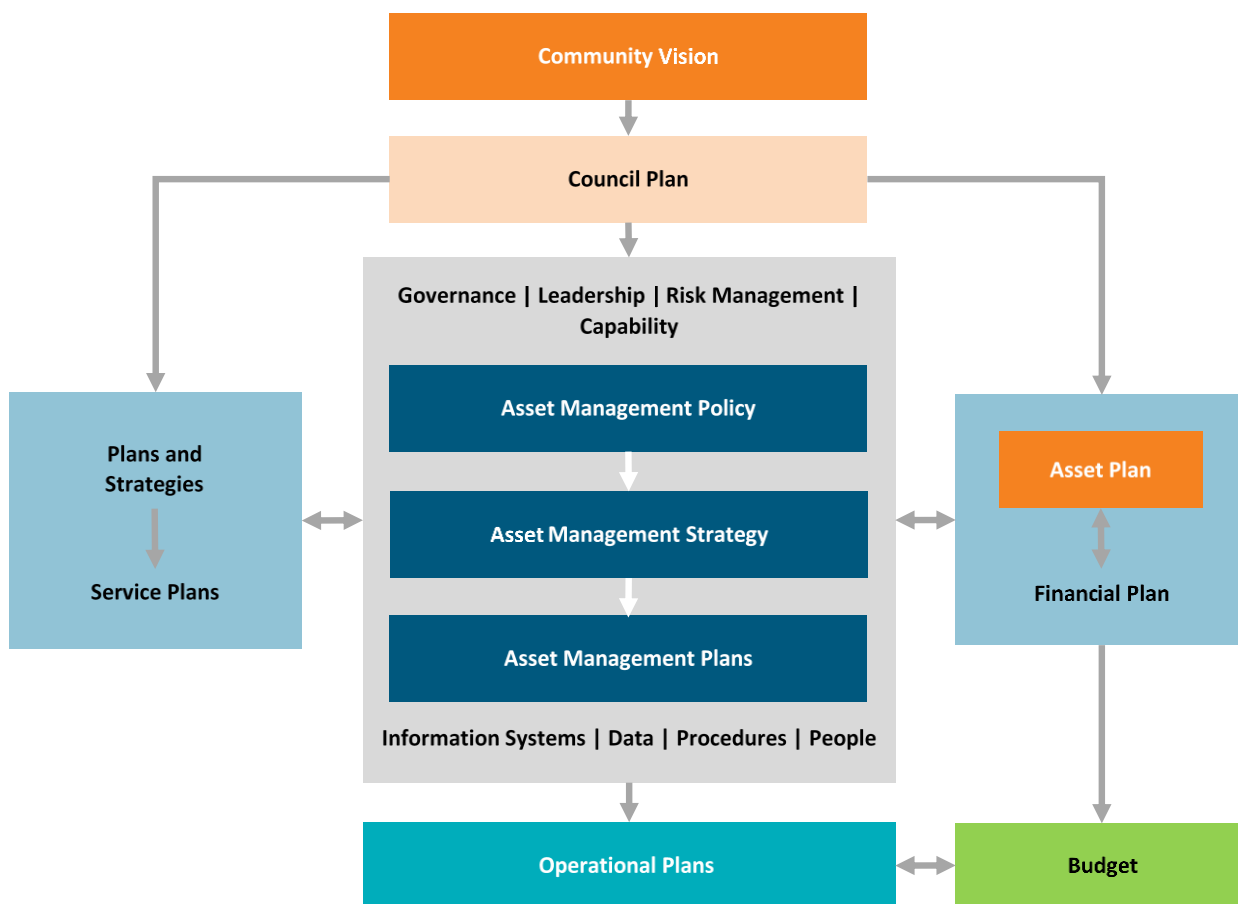 Community Vision
Council Plan
Governance | Leadership | Risk Management |
Capability
Asset Management Policy
Asset Management Strategy
Asset Management Plans
Information Systems | Data | Procedures | People
Plans and
Strategies
Service Plans
Asset Plan
Financial Plan
Operational Plans
Budget